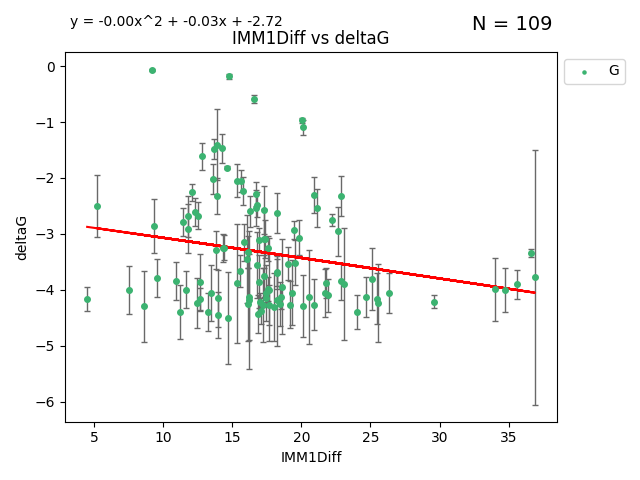 y = -0.00x^2 + -0.03x + -2.72
N = 109
IMM1Diff vs deltaG
G
deltaG
0
−1
−2
−3
−4
−5
−6
5 10 15 20 25 30 35
IMM1Diff